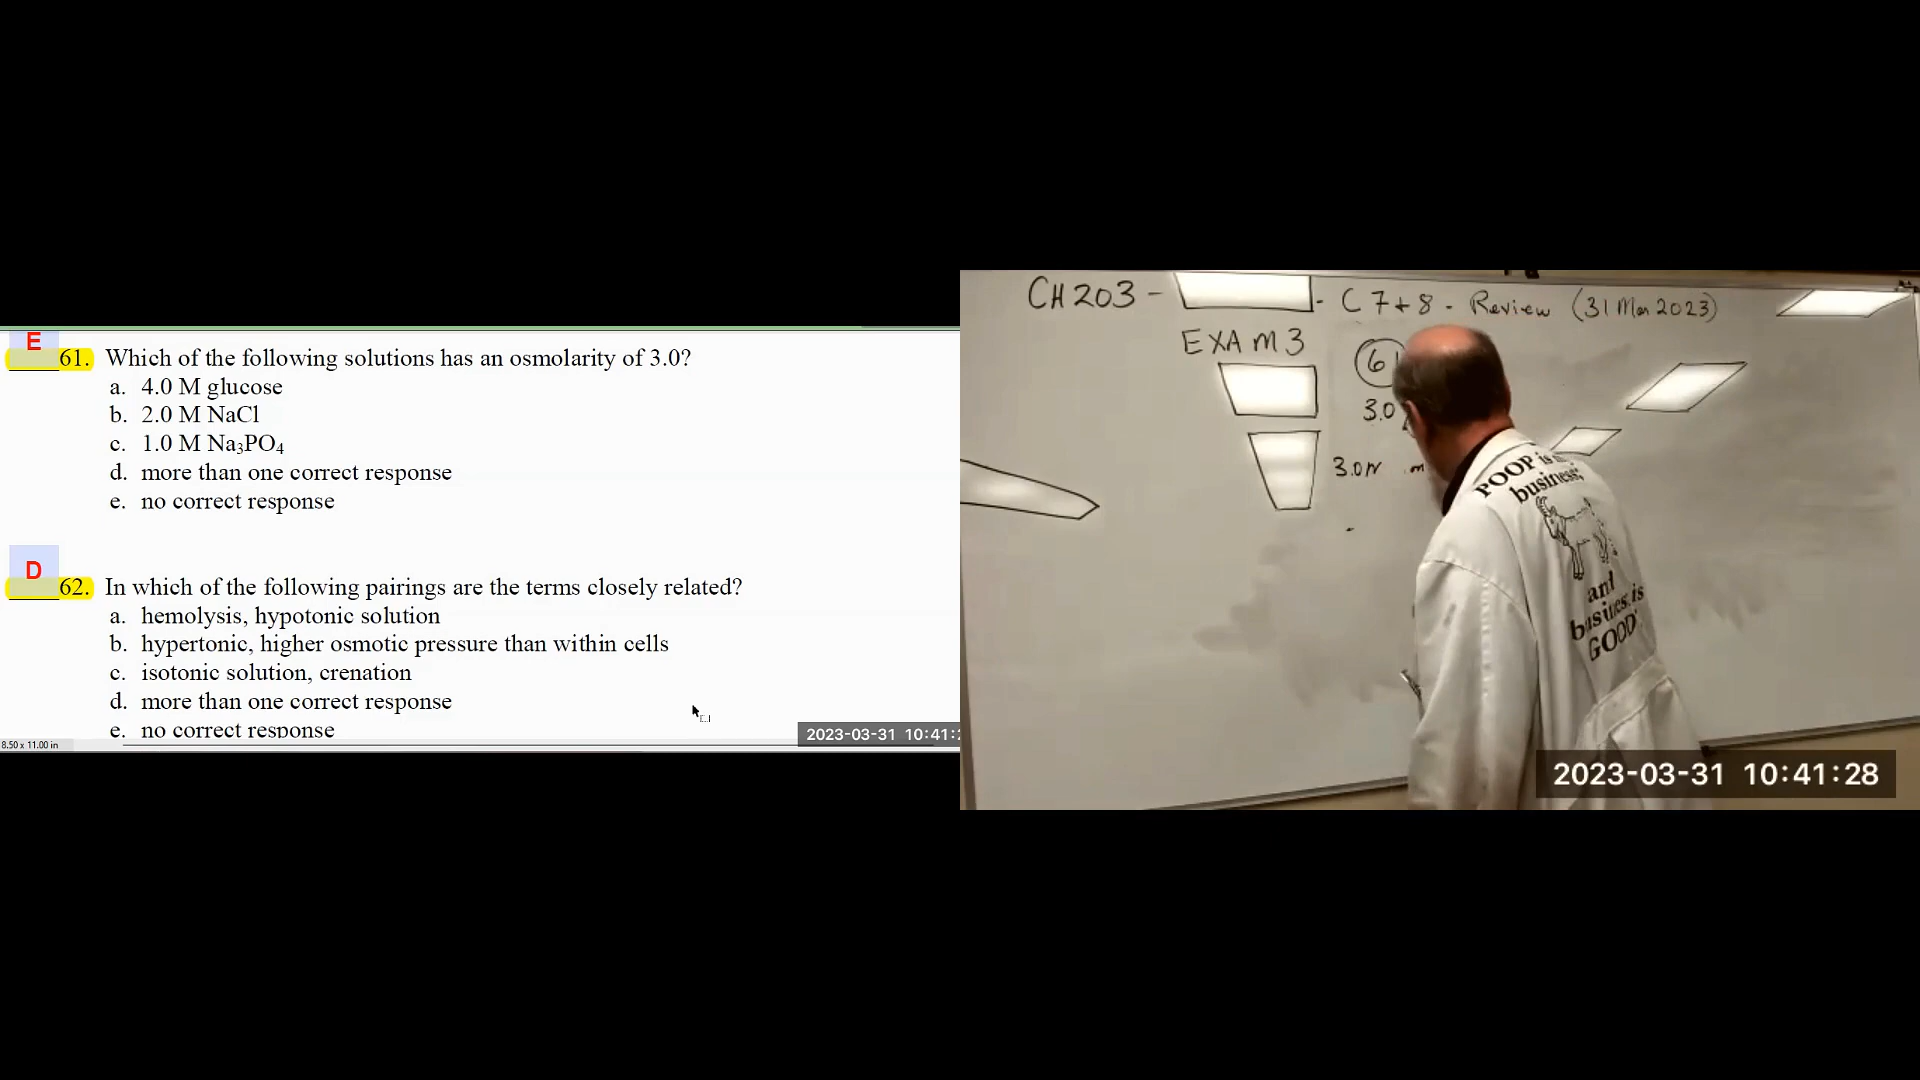 E
61. Which of the following solutions has an osmolarity of 3.0?
a. 4.0 M glucose
b. 2.0 M NaCl
c. 1.0 M Na₃PO₄
d. more than one correct response
e. no correct response
D
62. In which of the following pairings are the terms closely related?
a. hemolysis, hypotonic solution
b. hypertonic, higher osmotic pressure than within cells
c. isotonic solution, crenation
d. more than one correct response
e. no correct response
8.50 x 11.00 in
2023-03-31 10:41:2
CH203 - - C 7+8 - Review (31 Mar 2023)
EXAM 3
3.0
3.0
POOP is
business
and
business is
GOOD
2023-03-31 10:41:28